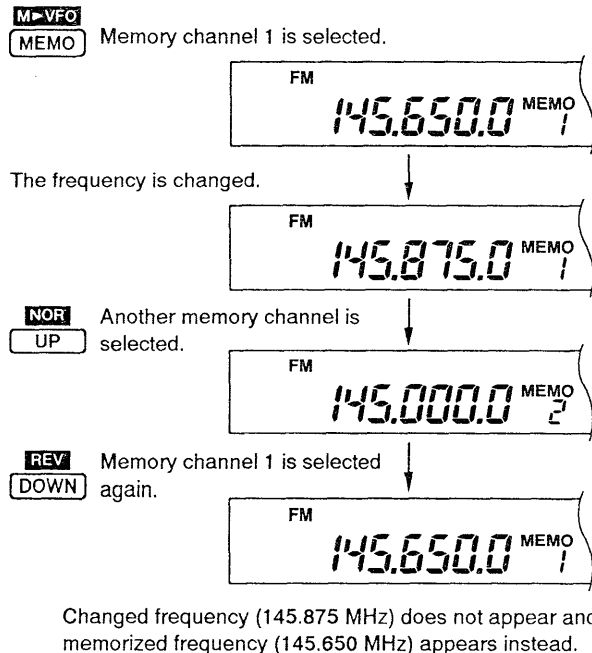 M►VFO
MEMO Memory channel 1 is selected.
FM
145.650.0 MEMO 1
The frequency is changed.
FM
145.875.0 MEMO 1
NOR Another memory channel is
UP selected.
FM
145.000.0 MEMO 2
REV Memory channel 1 is selected
DOWN again.
FM
145.650.0 MEMO 1
Changed frequency (145.875 MHz) does not appear and
memorized frequency (145.650 MHz) appears instead.